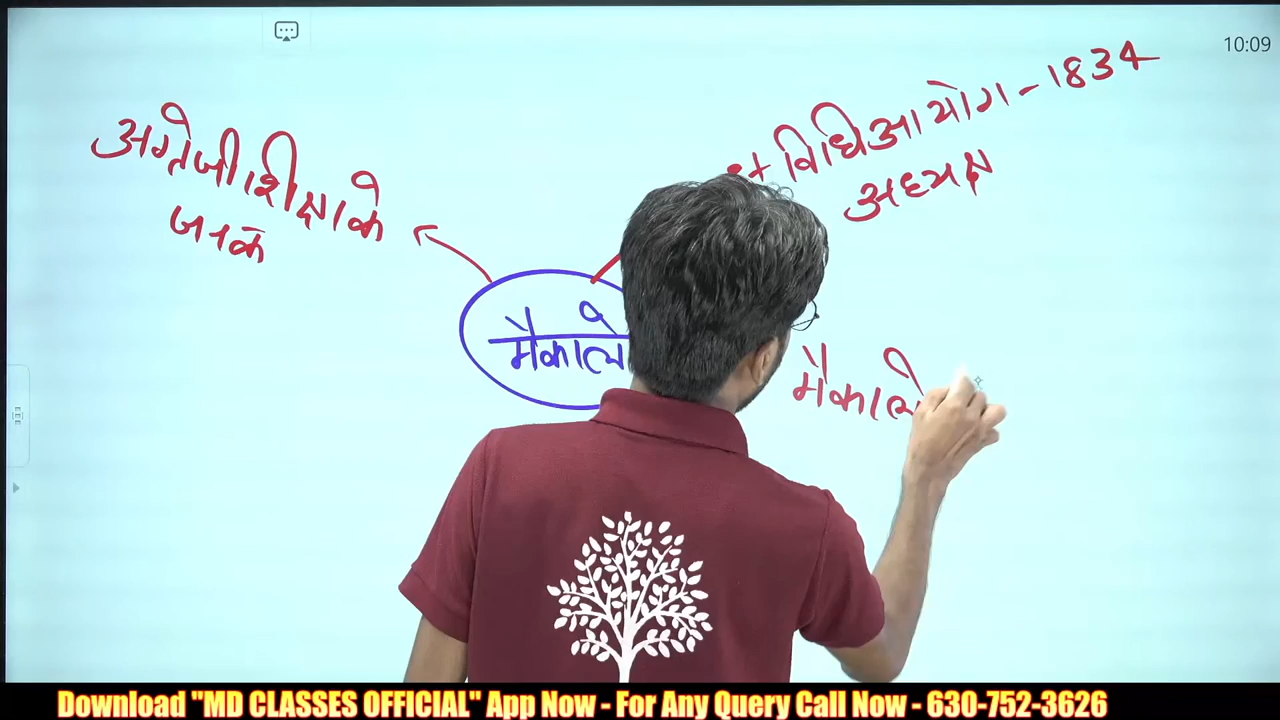 10:09
विधि आयोग - 1834
अध्यक्ष
अग्रेजी शिक्षा के
जनक
मैकाले
मैकाले
Download "MD CLASSES OFFICIAL" App Now - For Any Query Call Now - 630-752-3626